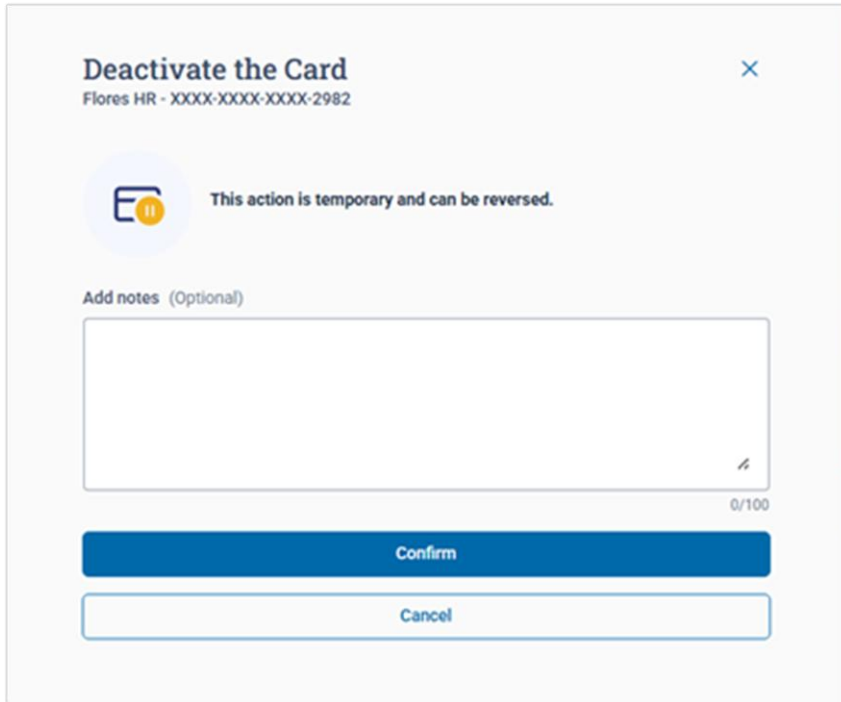 Deactivate the Card
Flores HR - XXXX-XXXX-XXXX-2982
This action is temporary and can be reversed.
Add notes (Optional)
0/100
Confirm
Cancel